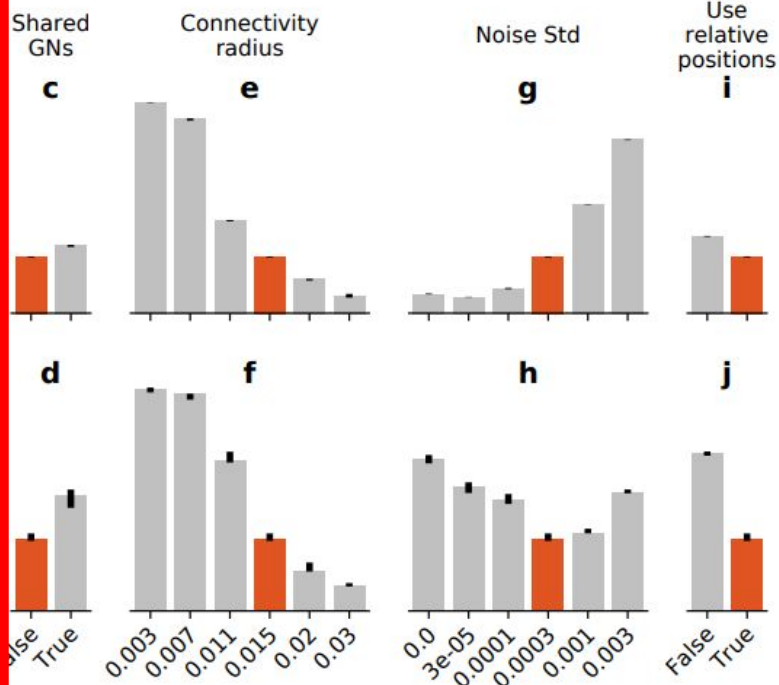 Shared
GNs
Connectivity
radius
Noise Std
Use
relative
positions
c
e
g
i
d
f
h
j
True
0.003
0.007
0.011
0.015
0.02
0.03
0.0
3e-05
0.0001
0.0003
0.001
0.003
False
True